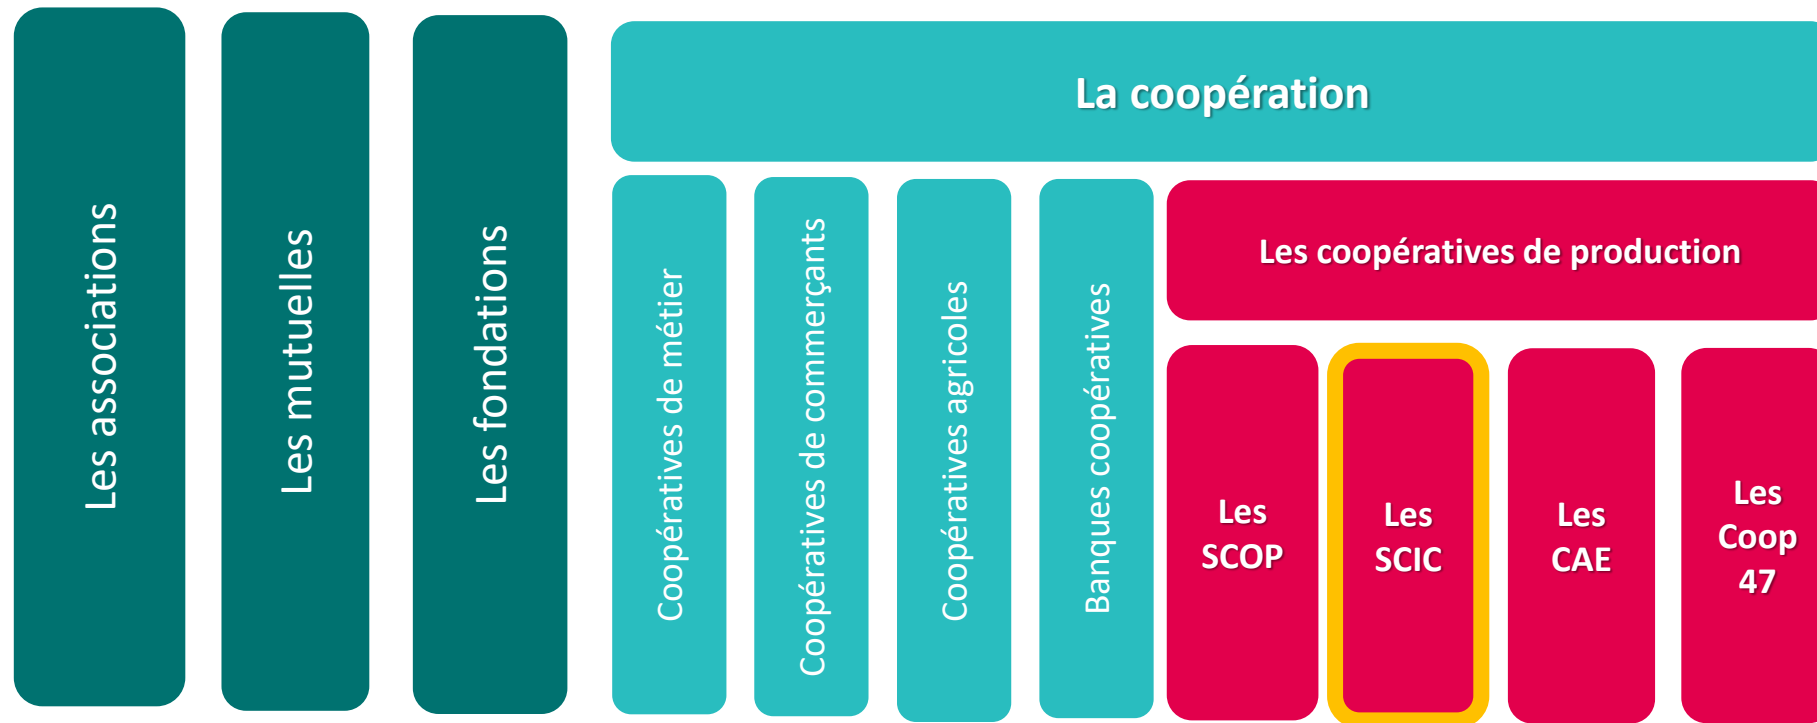 Les associations
Les mutuelles
Les fondations
La coopération
Coopératives de métier
Coopératives de commerçants
Coopératives agricoles
Banques coopératives
Les coopératives de production
Les
SCOP
Les
SCIC
Les
CAE
Les
Coop
47